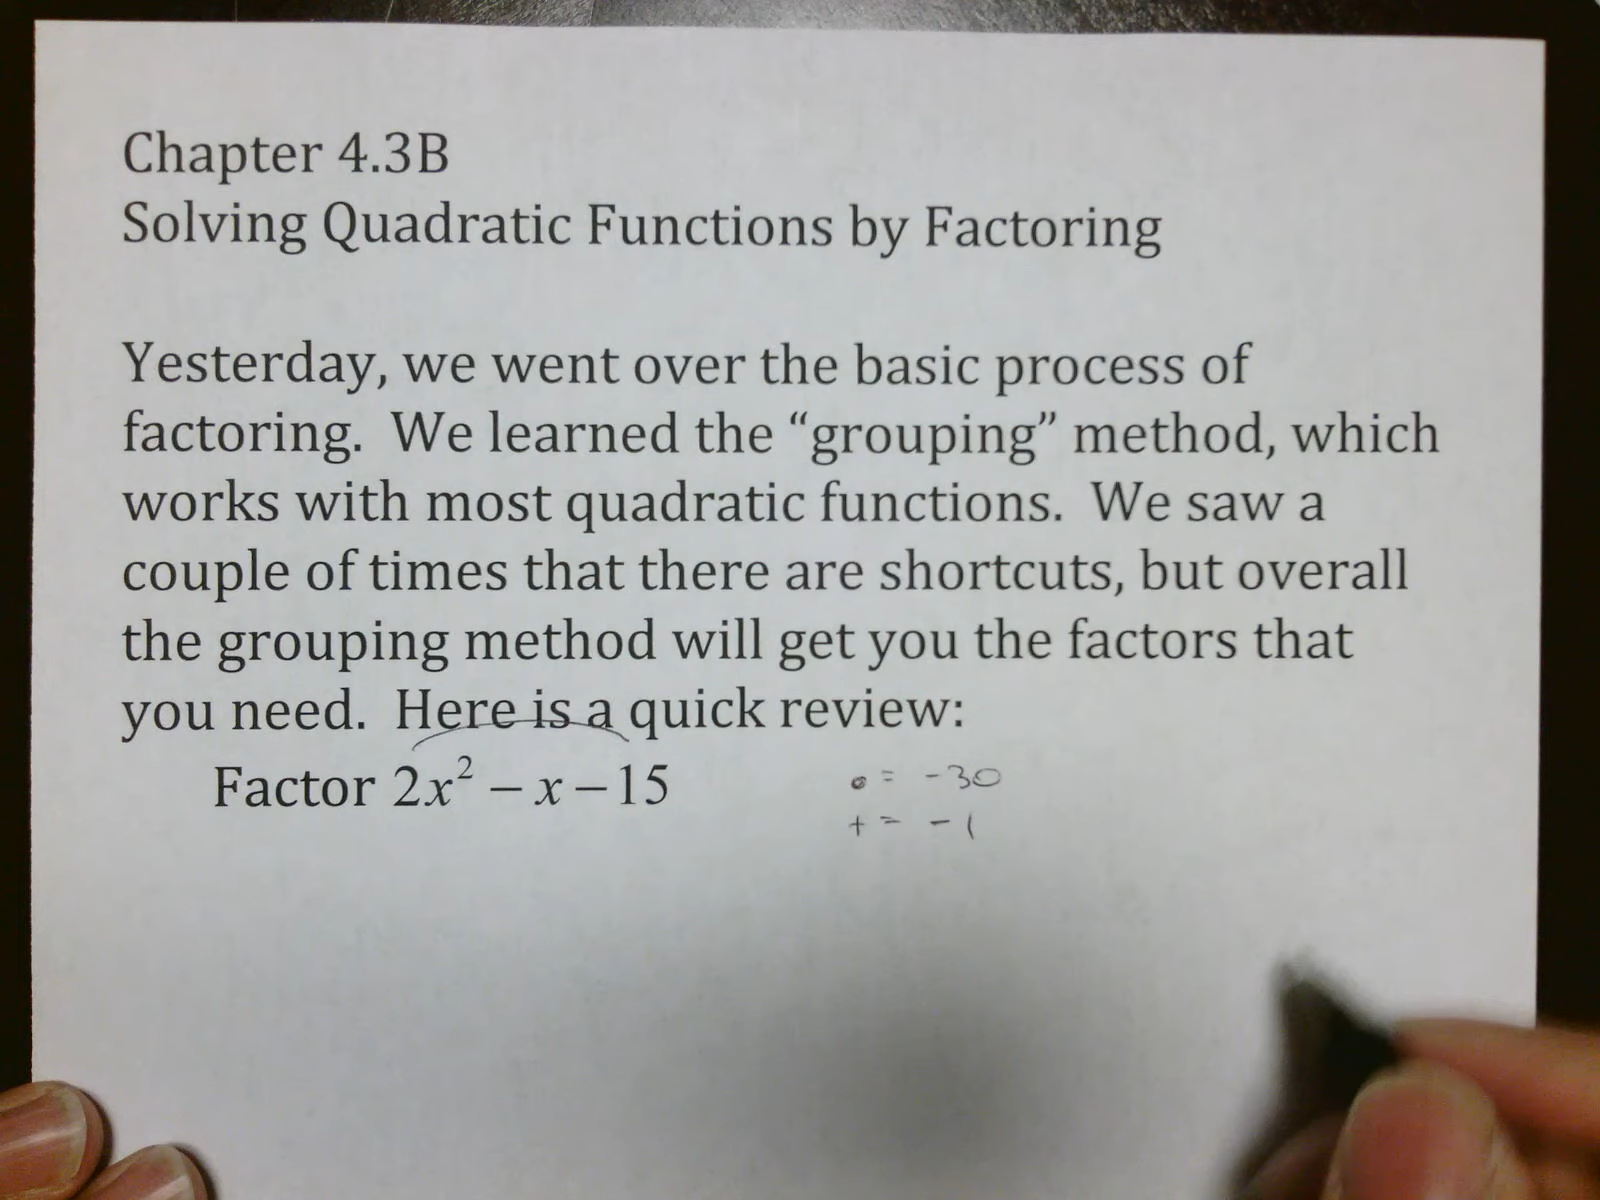 Chapter 4.3B
Solving Quadratic Functions by Factoring
Yesterday, we went over the basic process of
factoring.  We learned the “grouping” method, which
works with most quadratic functions.  We saw a
couple of times that there are shortcuts, but overall
the grouping method will get you the factors that
you need.  Here is a quick review:
Factor 2x² – x – 15
• = -30
+ = -1